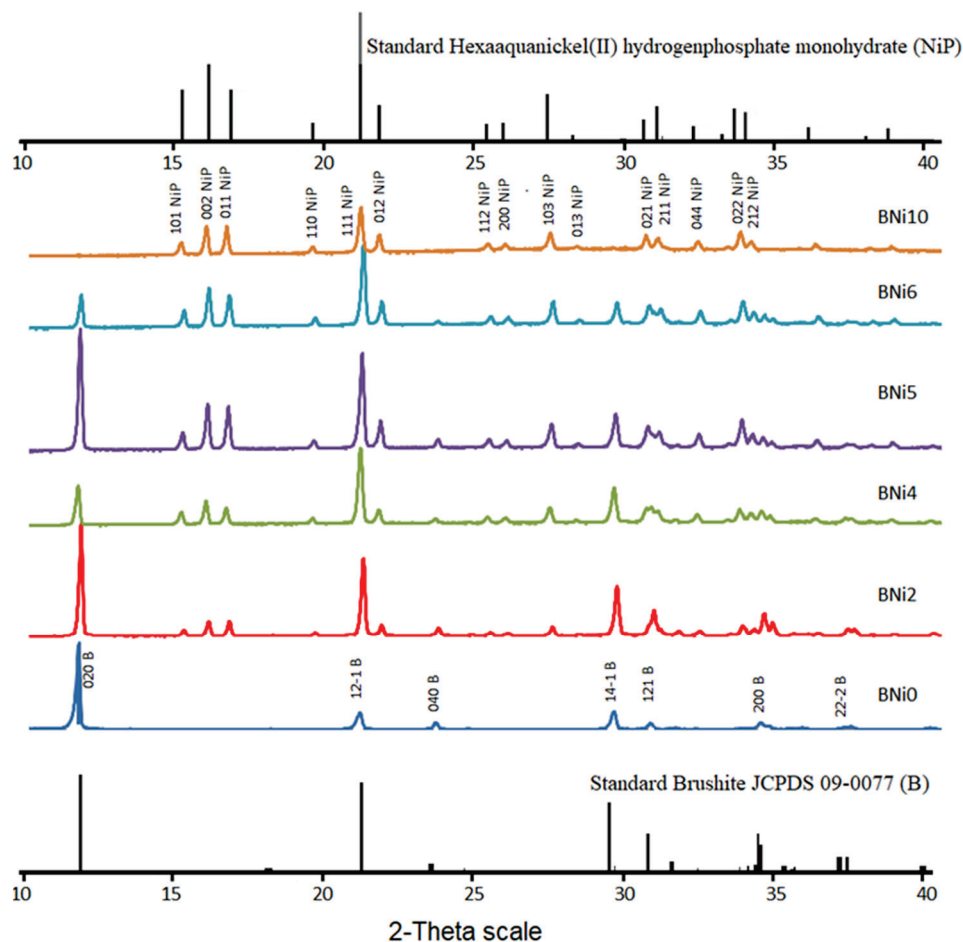 Standard Hexaaquanickel(II) hydrogenphosphate monohydrate (NiP)
10 15 20 25 30 35 40
101 NiP 002 NiP 011 NiP 110 NiP 111 NiP 012 NiP 112 NiP 200 NiP 103 NiP 013 NiP 021 NiP 211 NiP 044 NiP 022 NiP 212 NiP
BNi10
BNi6
BNi5
BNi4
BNi2
020 B 12-1 B 040 B 14-1 B 121 B 200 B 22-2 B
BNi0
Standard Brushite JCPDS 09-0077 (B)
10 15 20 25 30 35 40
2-Theta scale